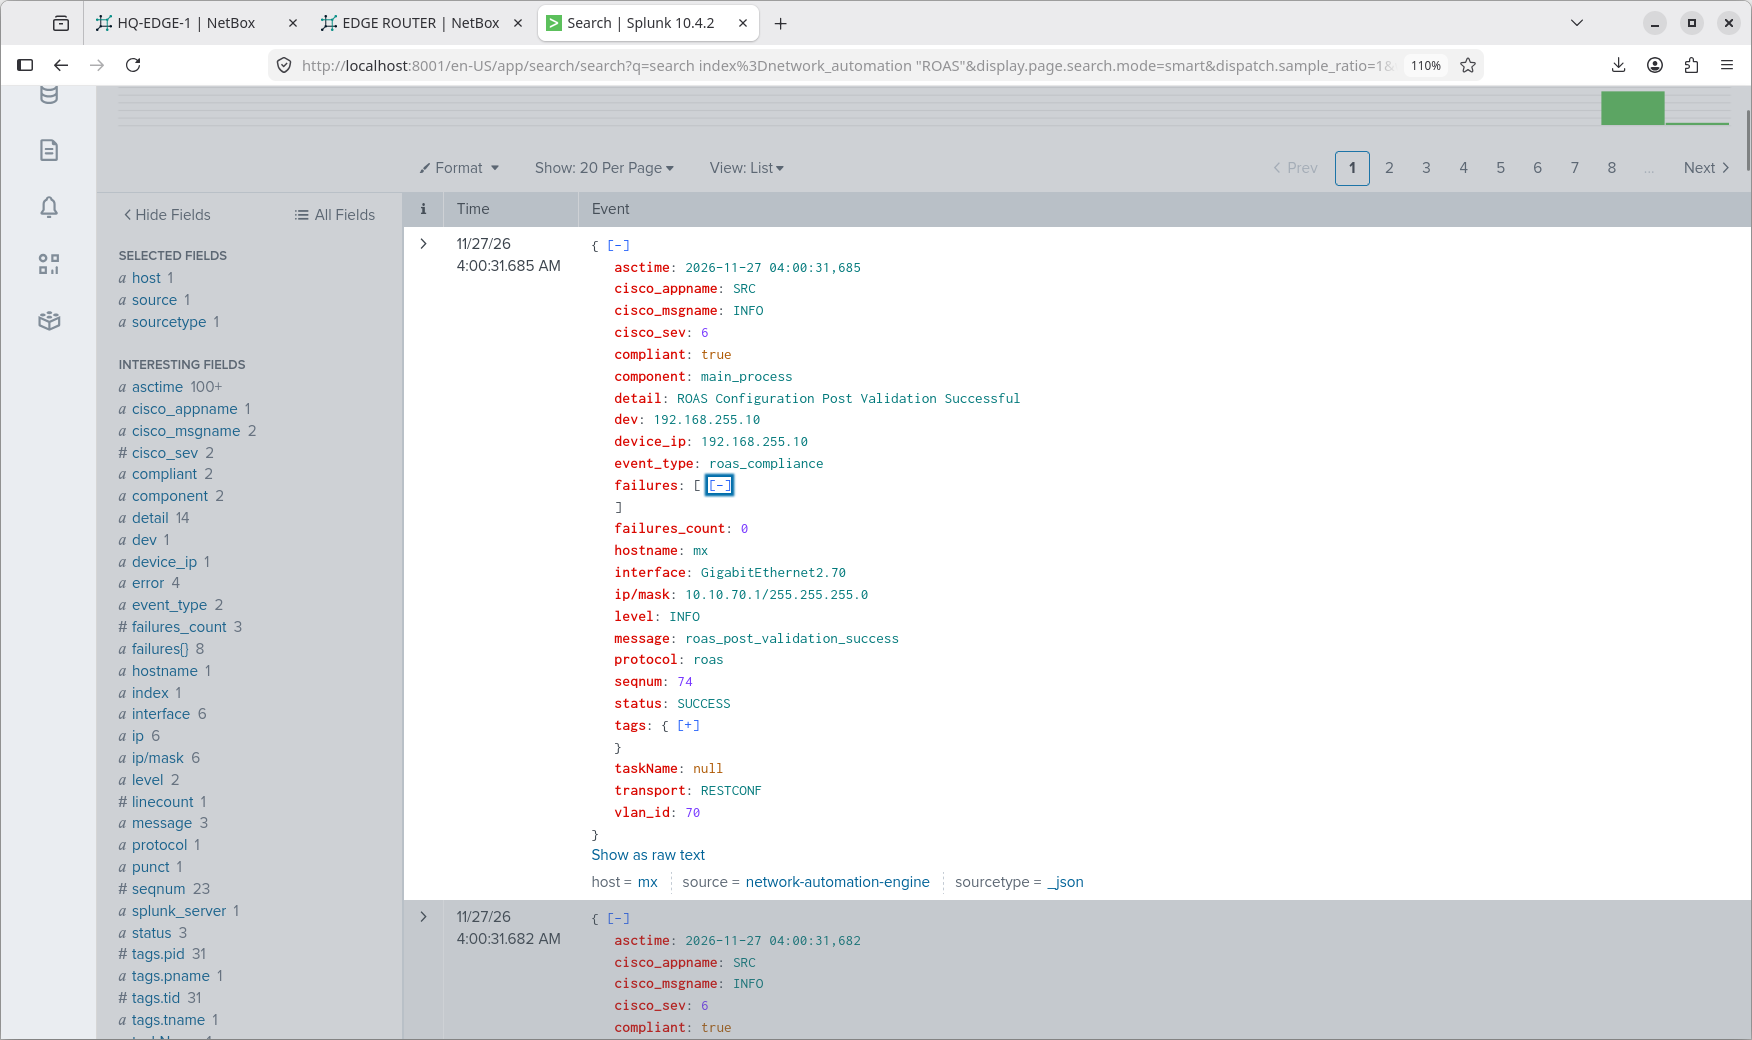 HQ-EDGE-1 | NetBox
EDGE ROUTER | NetBox
Search | Splunk 10.4.2
http://localhost:8001/en-US/app/search/search?q=search index%3Dnetwork_automation "ROAS"&display.page.search.mode=smart&dispatch.sample_ratio=1&
110%
Format
Show: 20 Per Page
View: List
Prev
1
2
3
4
5
6
7
8
...
Next
Hide Fields
All Fields
SELECTED FIELDS
a host 1
a source 1
a sourcetype 1
INTERESTING FIELDS
a asctime 100+
a cisco_appname 1
a cisco_msgname 2
# cisco_sev 2
a compliant 2
a component 2
a detail 14
a dev 1
a device_ip 1
a error 4
a event_type 2
# failures_count 3
a failures{} 8
a hostname 1
a index 1
a interface 6
a ip 6
a ip/mask 6
a level 2
# linecount 1
a message 3
a protocol 1
a punct 1
# seqnum 23
a splunk_server 1
a status 3
# tags.pid 31
a tags.pname 1
# tags.tid 31
a tags.tname 1
i
Time
Event
11/27/26
4:00:31.685 AM
{ [-]
asctime: 2026-11-27 04:00:31,685
cisco_appname: SRC
cisco_msgname: INFO
cisco_sev: 6
compliant: true
component: main_process
detail: ROAS Configuration Post Validation Successful
dev: 192.168.255.10
device_ip: 192.168.255.10
event_type: roas_compliance
failures: [ [-]
]
failures_count: 0
hostname: mx
interface: GigabitEthernet2.70
ip/mask: 10.10.70.1/255.255.255.0
level: INFO
message: roas_post_validation_success
protocol: roas
seqnum: 74
status: SUCCESS
tags: { [+]
}
taskName: null
transport: RESTCONF
vlan_id: 70
}
Show as raw text
host = mx
source = network-automation-engine
sourcetype = _json
11/27/26
4:00:31.682 AM
{ [-]
asctime: 2026-11-27 04:00:31,682
cisco_appname: SRC
cisco_msgname: INFO
cisco_sev: 6
compliant: true